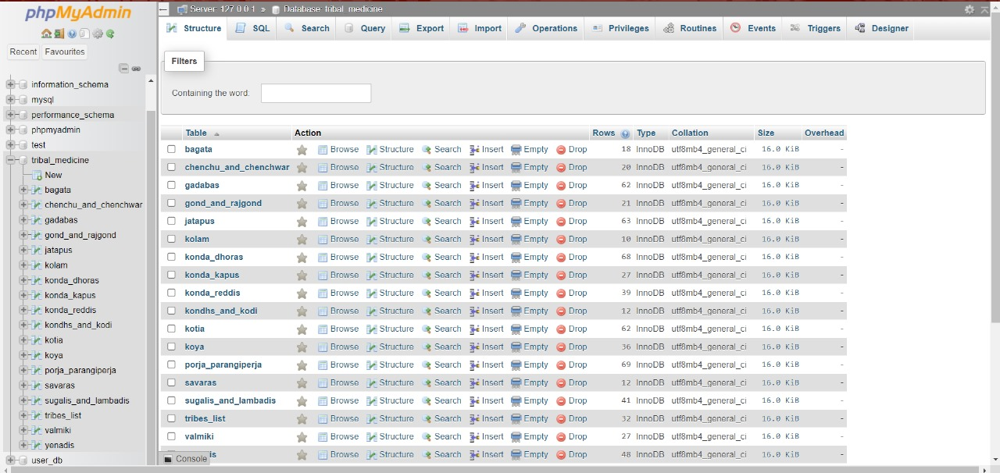 phpMyAdmin
Recent Favourites
information_schema
mysql
performance_schema
phpmyadmin
test
tribal_medicine
New
bagata
chenchu_and_chenchwar
gadabas
gond_and_rajgond
jatapus
kolam
konda_dhoras
konda_kapus
konda_reddis
kondhs_and_kodi
kotia
koya
porja_parangiperja
savaras
sugalis_and_lambadis
tribes_list
valmiki
yenadis
user_db
Server: 127.0.0.1 » Database: tribal_medicine
Structure SQL Search Query Export Import Operations Privileges Routines Events Triggers Designer
Filters
Containing the word:
Table Action Rows Type Collation Size Overhead
bagata Browse Structure Search Insert Empty Drop 18 InnoDB utf8mb4_general_ci 16.0 KiB -
chenchu_and_chenchwar Browse Structure Search Insert Empty Drop 20 InnoDB utf8mb4_general_ci 16.0 KiB -
gadabas Browse Structure Search Insert Empty Drop 62 InnoDB utf8mb4_general_ci 16.0 KiB -
gond_and_rajgond Browse Structure Search Insert Empty Drop 21 InnoDB utf8mb4_general_ci 16.0 KiB -
jatapus Browse Structure Search Insert Empty Drop 63 InnoDB utf8mb4_general_ci 16.0 KiB -
kolam Browse Structure Search Insert Empty Drop 10 InnoDB utf8mb4_general_ci 16.0 KiB -
konda_dhoras Browse Structure Search Insert Empty Drop 68 InnoDB utf8mb4_general_ci 16.0 KiB -
konda_kapus Browse Structure Search Insert Empty Drop 27 InnoDB utf8mb4_general_ci 16.0 KiB -
konda_reddis Browse Structure Search Insert Empty Drop 39 InnoDB utf8mb4_general_ci 16.0 KiB -
kondhs_and_kodi Browse Structure Search Insert Empty Drop 12 InnoDB utf8mb4_general_ci 16.0 KiB -
kotia Browse Structure Search Insert Empty Drop 62 InnoDB utf8mb4_general_ci 16.0 KiB -
koya Browse Structure Search Insert Empty Drop 36 InnoDB utf8mb4_general_ci 16.0 KiB -
porja_parangiperja Browse Structure Search Insert Empty Drop 69 InnoDB utf8mb4_general_ci 16.0 KiB -
savaras Browse Structure Search Insert Empty Drop 12 InnoDB utf8mb4_general_ci 16.0 KiB -
sugalis_and_lambadis Browse Structure Search Insert Empty Drop 41 InnoDB utf8mb4_general_ci 16.0 KiB -
tribes_list Browse Structure Search Insert Empty Drop 32 InnoDB utf8mb4_general_ci 16.0 KiB -
valmiki Browse Structure Search Insert Empty Drop 27 InnoDB utf8mb4_general_ci 16.0 KiB -
is Browse Structure Search Insert Empty Drop 48 InnoDB utf8mb4_general_ci 16.0 KiB -
Console